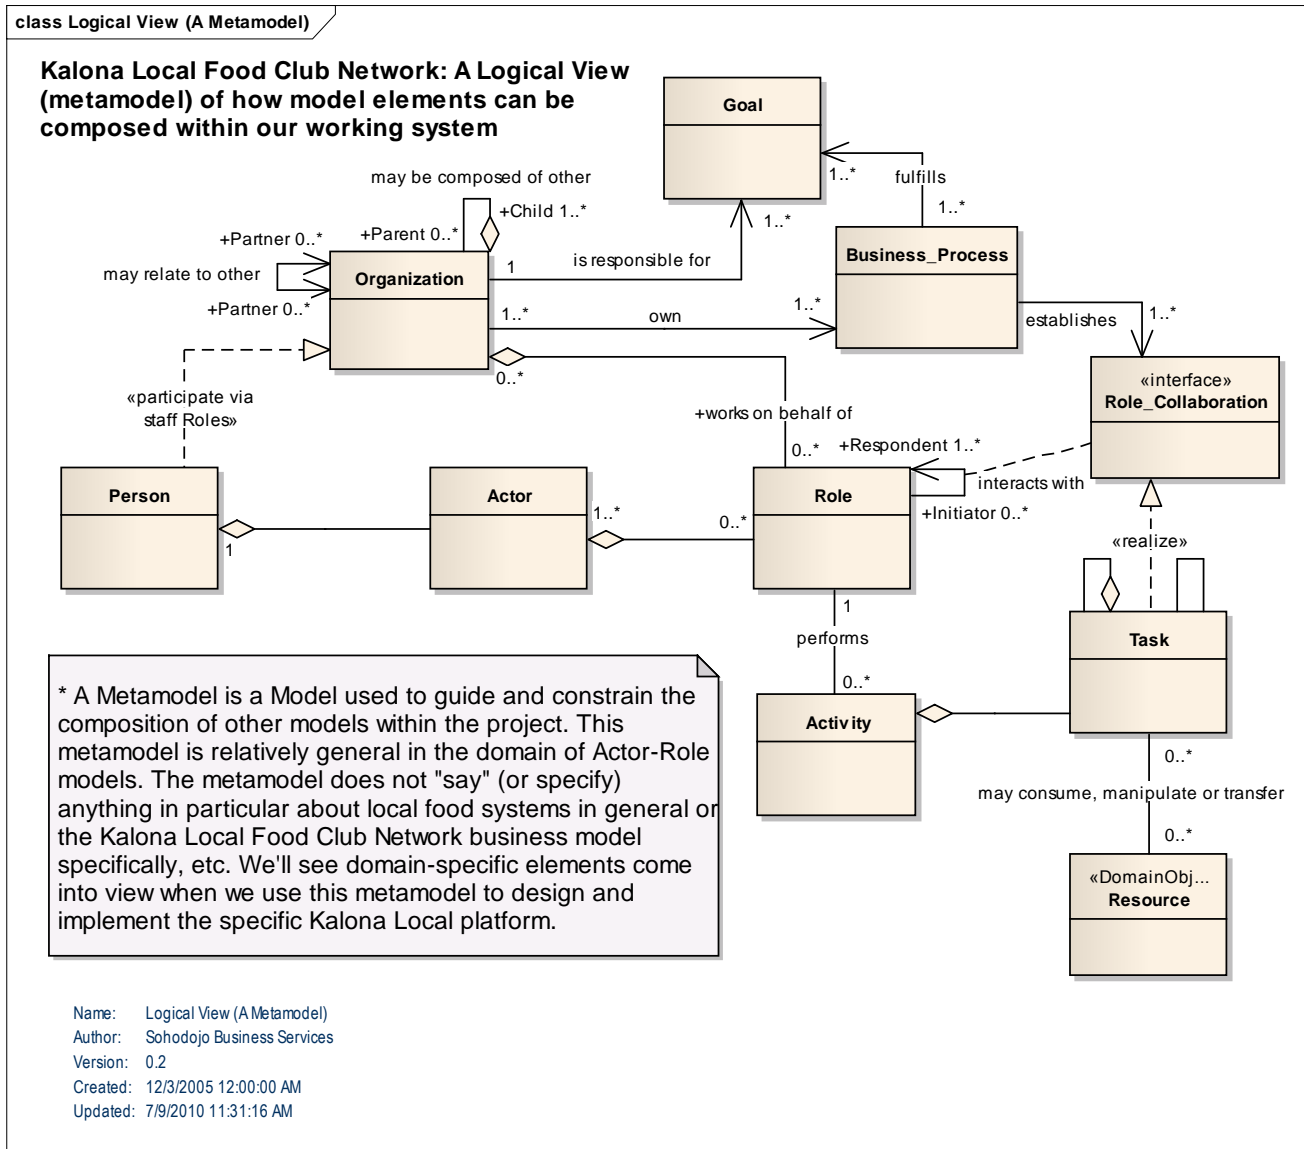 class Logical View (A Metamodel)
Kalona Local Food Club Network: A Logical View
(metamodel) of how model elements can be
composed within our working system
Goal
1..*
fulfills
1..*
1..*
may be composed of other
+Child 1..*
+Parent 0..*
+Partner 0..*
may relate to other
+Partner 0..*
Organization
1
is responsible for
Business_Process
1..*
own
1..*
establishes
1..*
0..*
«interface»
Role_Collaboration
«participate via
staff Roles»
+works on behalf of
0..*
+Respondent 1..*
interacts with
+Initiator 0..*
Person
1
Actor
1..*
0..*
Role
«realize»
1
performs
0..*
Task
Activity
0..*
may consume, manipulate or transfer
0..*
«DomainObj...
Resource
* A Metamodel is a Model used to guide and constrain the
composition of other models within the project. This
metamodel is relatively general in the domain of Actor-Role
models. The metamodel does not "say" (or specify)
anything in particular about local food systems in general or
the Kalona Local Food Club Network business model
specifically, etc. We'll see domain-specific elements come
into view when we use this metamodel to design and
implement the specific Kalona Local platform.
Name: Logical View (A Metamodel)
Author: Sohodojo Business Services
Version: 0.2
Created: 12/3/2005 12:00:00 AM
Updated: 7/9/2010 11:31:16 AM